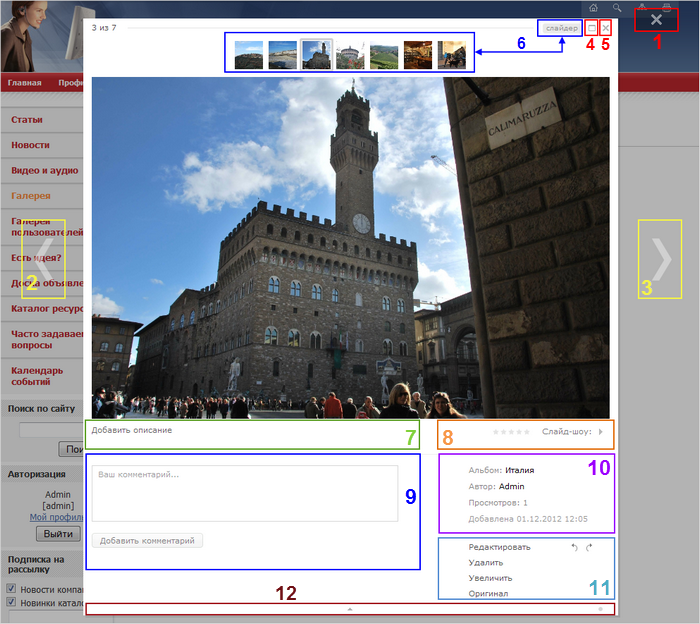 3 из 7
слайдер
6
4
5
1
Главная
Профи
Статьи
Новости
Видео и аудио
Галерея
Галерея
пользователей
Есть идея?
Доска объявле
Каталог ресурс
Часто задавае
вопросы
Календарь
событий
Поиск по сайту
Пои
Авторизация
Admin
[admin]
Мой профиль
Выйти
Подписка на
рассылку
Новости компа
Новинки катало
CALIMARUZZA
2
3
Добавить описание
7
8
Слайд-шоу:
Ваш комментарий...
9
Добавить комментарий
Альбом: Италия
10
Автор: Admin
Просмотров: 1
Добавлена 01.12.2012 12:05
Редактировать
Удалить
Увеличить
Оригинал
11
12